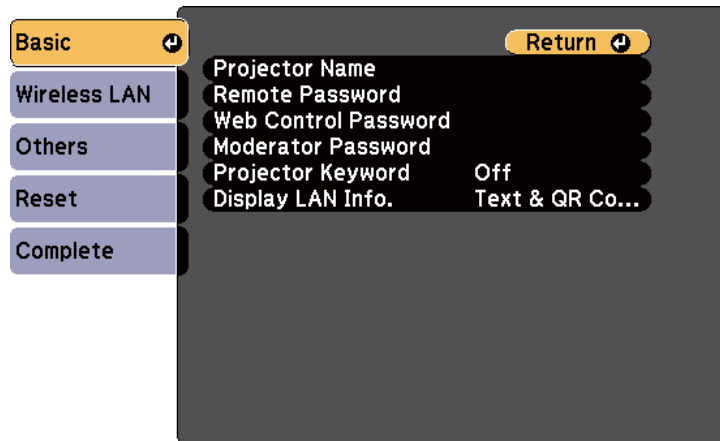 Basic
Wireless LAN
Others
Reset
Complete
Return
Projector Name
Remote Password
Web Control Password
Moderator Password
Projector Keyword Off
Display LAN Info. Text & QR Co...